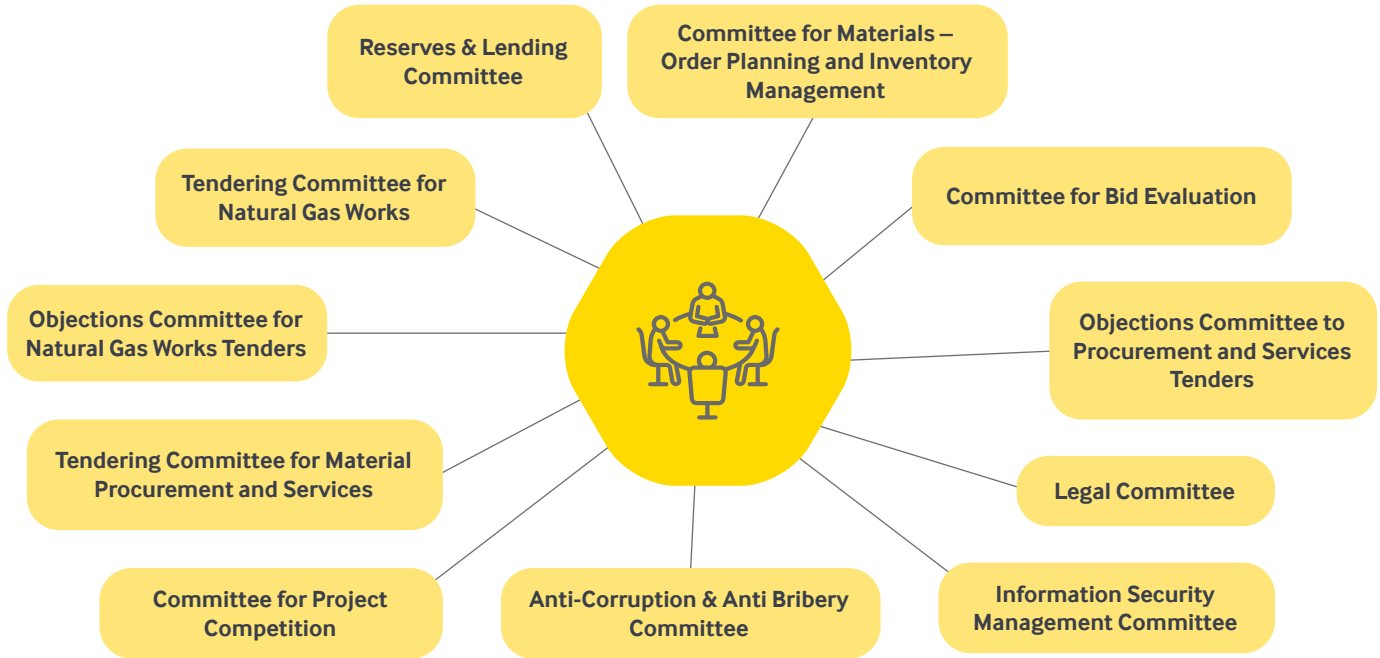 Reserves & Lending
Committee
Committee for Materials –
Order Planning and Inventory
Management
Tendering Committee for
Natural Gas Works
Committee for Bid Evaluation
Objections Committee for
Natural Gas Works Tenders
Objections Committee to
Procurement and Services
Tenders
Tendering Committee for Material
Procurement and Services
Legal Committee
Committee for Project
Competition
Anti-Corruption & Anti Bribery
Committee
Information Security
Management Committee